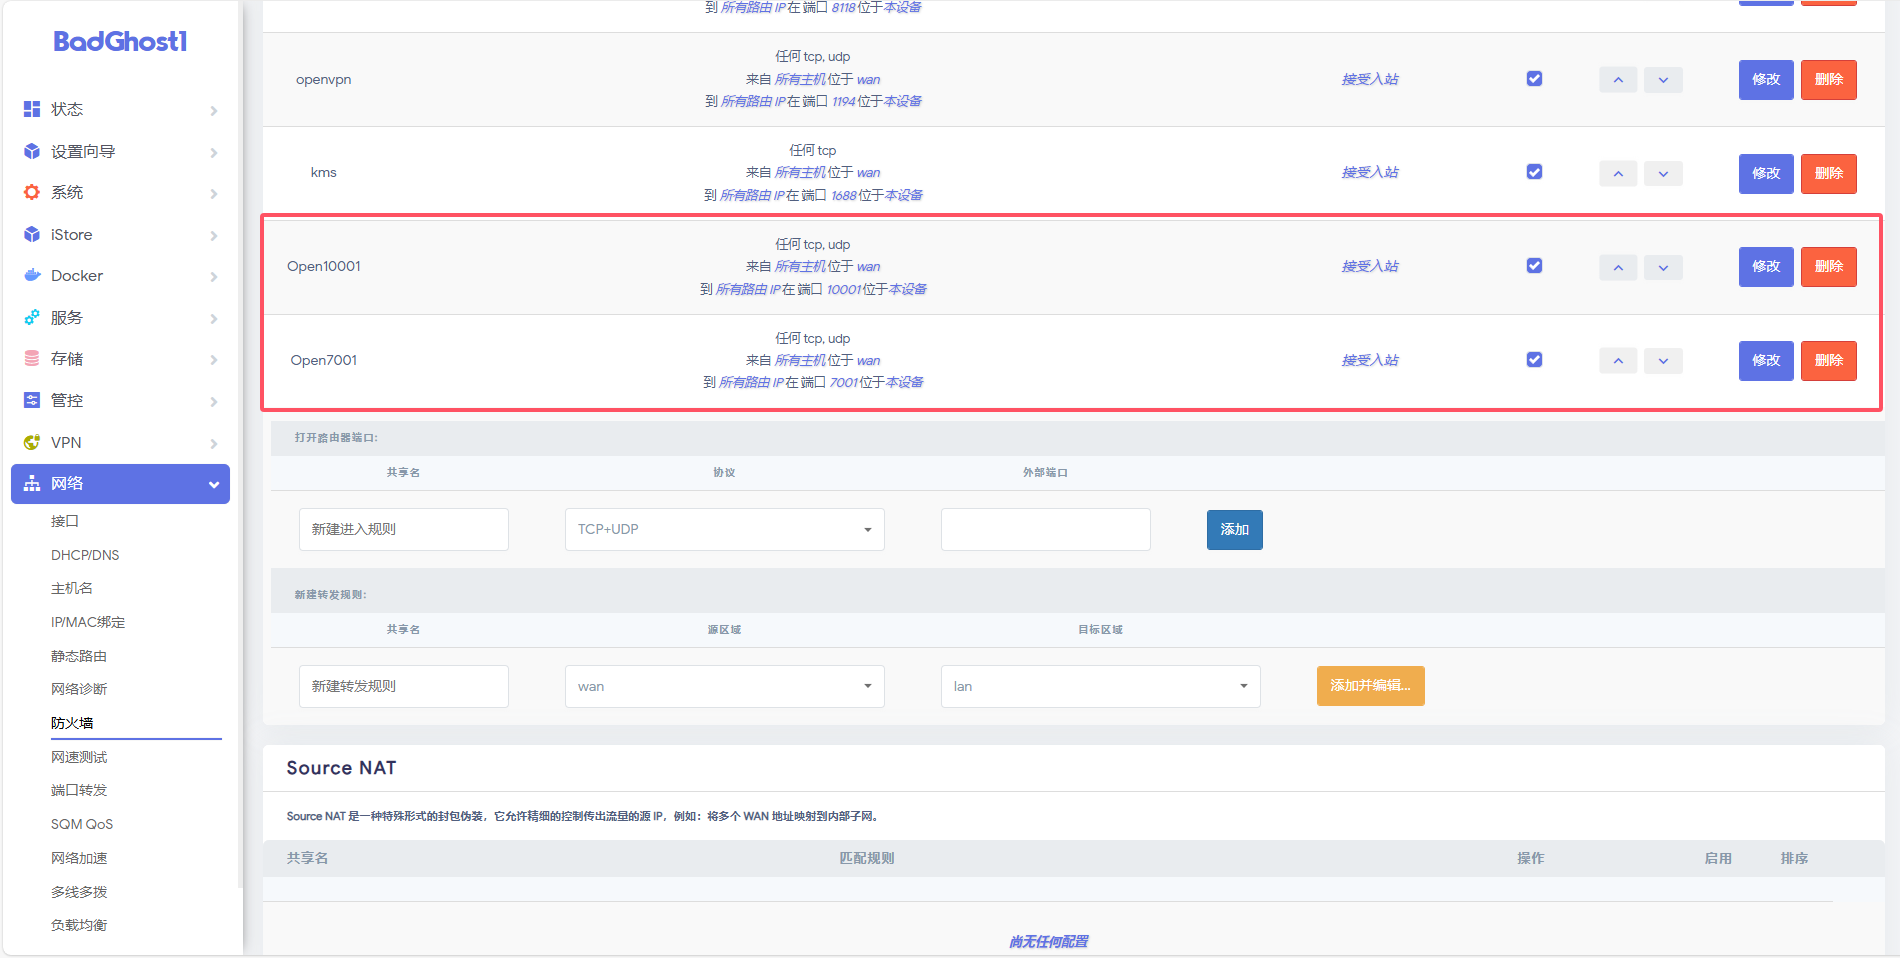 BadGhost1
状态
设置向导
系统
iStore
Docker
服务
存储
管控
VPN
网络
接口
DHCP/DNS
主机名
IP/MAC绑定
静态路由
网络诊断
防火墙
网速测试
端口转发
SQM QoS
网络加速
多线多拨
负载均衡
到 所有路由 IP 在 端口 8118 位于本设备
openvpn
任何 tcp, udp
来自 所有主机 位于 wan
到 所有路由 IP 在 端口 1194 位于本设备
接受入站
修改
删除
kms
任何 tcp
来自 所有主机 位于 wan
到 所有路由 IP 在 端口 1688 位于本设备
接受入站
修改
删除
Open10001
任何 tcp, udp
来自 所有主机 位于 wan
到 所有路由 IP 在 端口 10001 位于本设备
接受入站
修改
删除
Open7001
任何 tcp, udp
来自 所有主机 位于 wan
到 所有路由 IP 在 端口 7001 位于本设备
接受入站
修改
删除
打开路由器端口:
共享名 协议 外部端口
新建进入规则 TCP+UDP 添加
新建转发规则:
共享名 源区域 目标区域
新建转发规则 wan lan 添加并编辑...
Source NAT
Source NAT 是一种特殊形式的封包伪装，它允许精细的控制传出流量的源 IP，例如：将多个 WAN 地址映射到内部子网。
共享名 匹配规则 操作 启用 排序
尚无任何配置